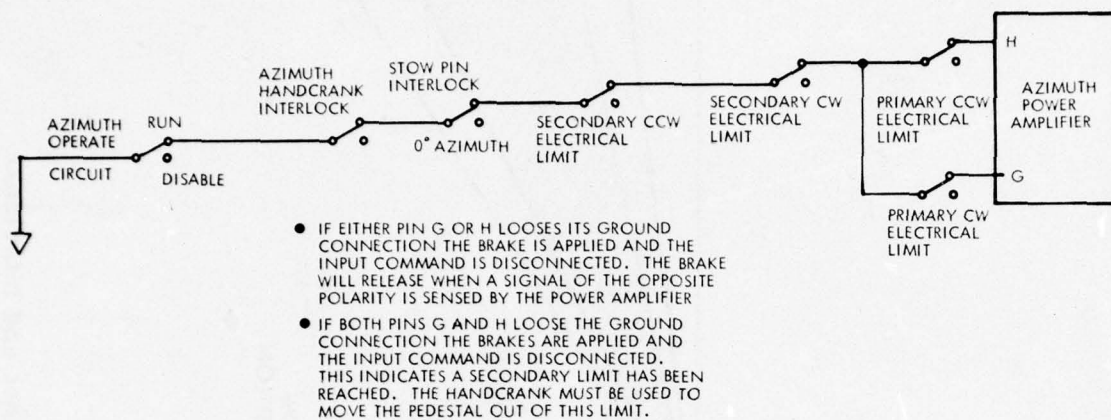 AZIMUTH
OPERATE
CIRCUIT
RUN
DISABLE
AZIMUTH
HANDCRANK
INTERLOCK
STOW PIN
INTERLOCK
0° AZIMUTH
SECONDARY CCW
ELECTRICAL
LIMIT
SECONDARY CW
ELECTRICAL
LIMIT
PRIMARY CCW
ELECTRICAL
LIMIT
PRIMARY CW
ELECTRICAL
LIMIT
H
AZIMUTH
POWER
AMPLIFIER
G
● IF EITHER PIN G OR H LOOSES ITS GROUND
CONNECTION THE BRAKE IS APPLIED AND THE
INPUT COMMAND IS DISCONNECTED. THE BRAKE
WILL RELEASE WHEN A SIGNAL OF THE OPPOSITE
POLARITY IS SENSED BY THE POWER AMPLIFIER
● IF BOTH PINS G AND H LOOSE THE GROUND
CONNECTION THE BRAKES ARE APPLIED AND
THE INPUT COMMAND IS DISCONNECTED.
THIS INDICATES A SECONDARY LIMIT HAS BEEN
REACHED. THE HANDCRANK MUST BE USED TO
MOVE THE PEDESTAL OUT OF THIS LIMIT.